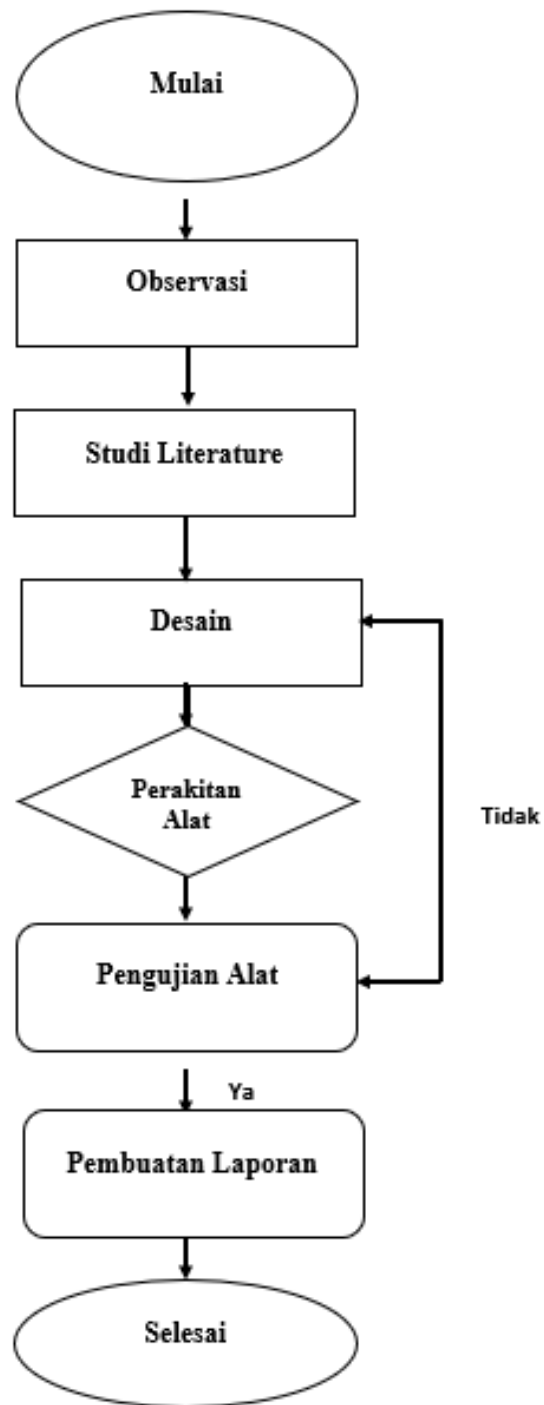 Mulai
Observasi
Studi Literature
Desain
Perakitan
Alat
Tidak
Pengujian Alat
Ya
Pembuatan Laporan
Selesai